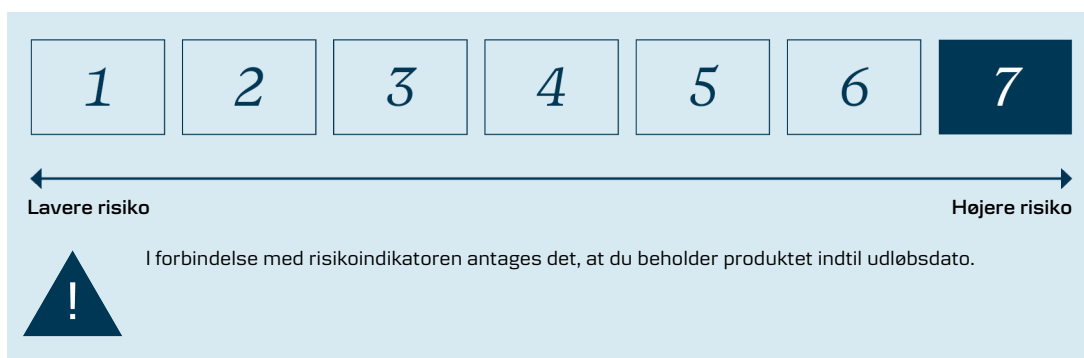 1 2 3 4 5 6 7
Lavere risiko Højere risiko
I forbindelse med risikoindikatoren antages det, at du beholder produktet indtil udløbsdato.
!